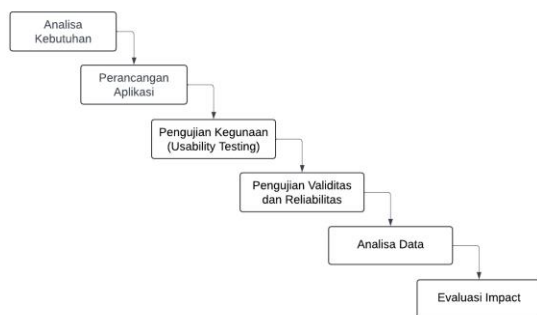 Analisa
Kebutuhan
Perancangan
Aplikasi
Pengujian Kegunaan
(Usability Testing)
Pengujian Validitas
dan Reliabilitas
Analisa Data
Evaluasi Impact